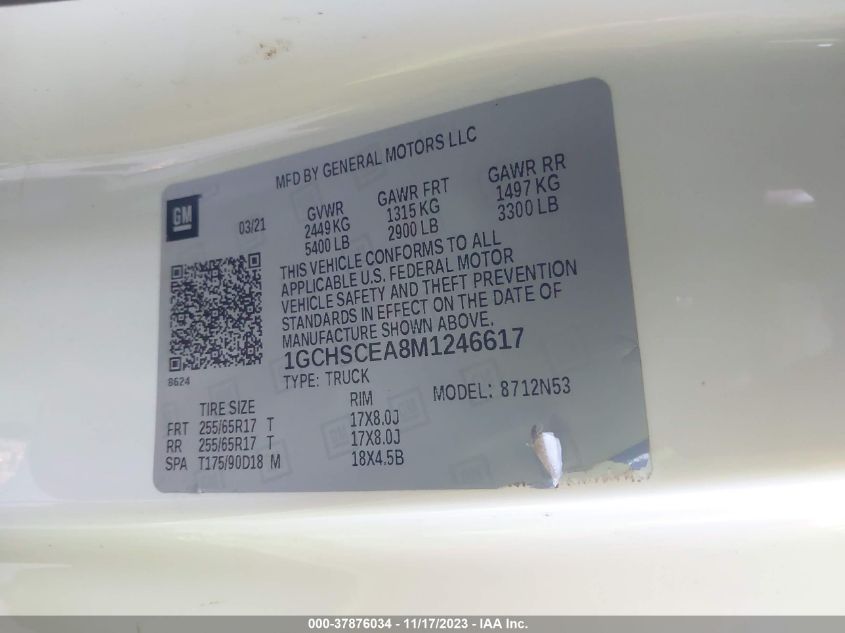 MFD BY GENERAL MOTORS LLC
GM
03/21 GVWR GAWR FRT GAWR RR
2449 KG 1315 KG 1497 KG
5400 LB 2900 LB 3300 LB
THIS VEHICLE CONFORMS TO ALL
APPLICABLE U.S. FEDERAL MOTOR
VEHICLE SAFETY AND THEFT PREVENTION
STANDARDS IN EFFECT ON THE DATE OF
MANUFACTURE SHOWN ABOVE.
1GCHSCEA8M1246617
8624
TYPE: TRUCK MODEL: 8712N53
TIRE SIZE RIM
FRT 255/65R17 T 17X8.0J
RR 255/65R17 T 17X8.0J
SPA T175/90D18 M 18X4.5B
000-37876034 - 11/17/2023 - IAA Inc.